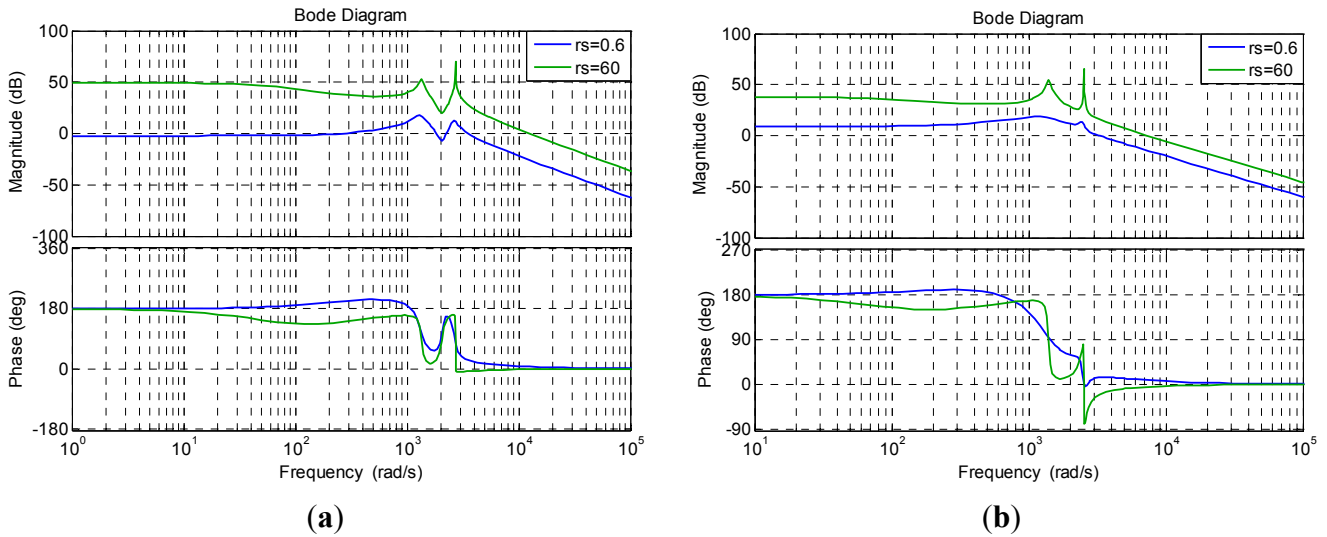 Bode Diagram
100
50
0
-50
-100
Magnitude (dB)
rs=0.6
rs=60
360
180
0
-180
Phase (deg)
10^0
10^1
10^2
10^3
10^4
10^5
Frequency (rad/s)
(a)
Bode Diagram
100
50
0
-50
-100
Magnitude (dB)
rs=0.6
rs=60
270
180
90
0
-90
Phase (deg)
10^1
10^2
10^3
10^4
10^5
Frequency (rad/s)
(b)